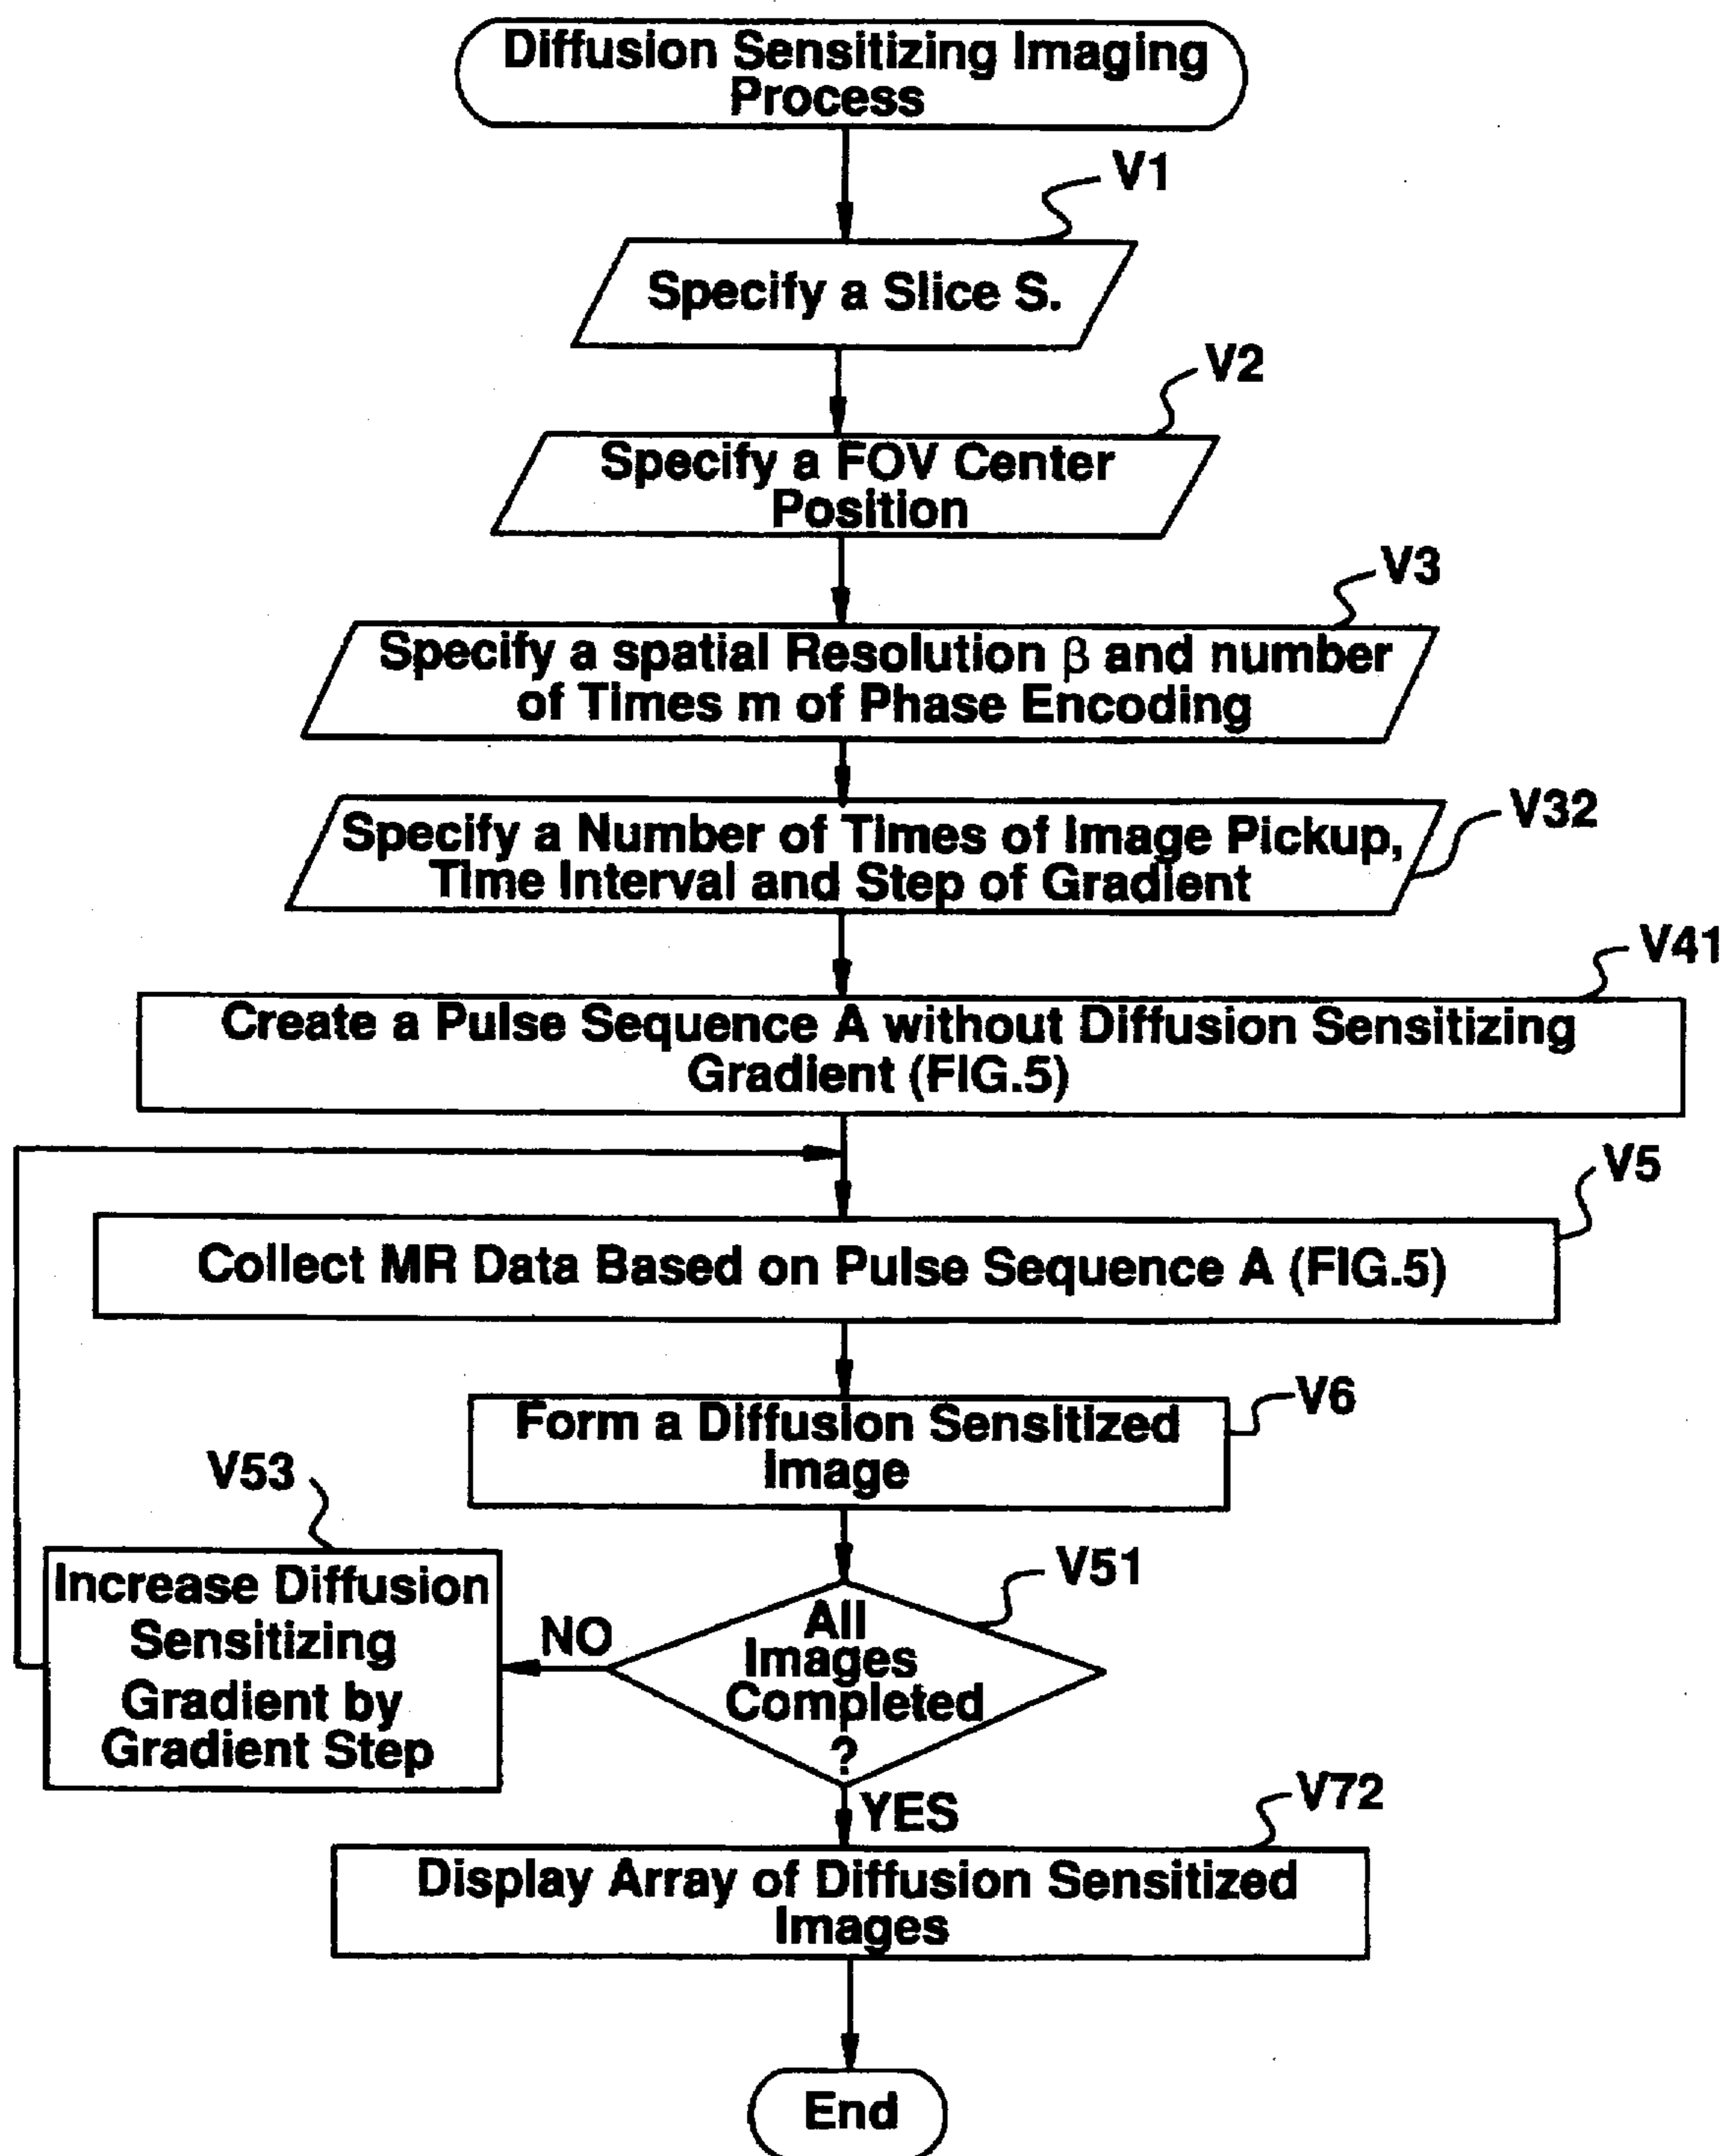 Diffusion Sensitizing Imaging
Process
V1
Specify a Slice S.
V2
Specify a FOV Center
Position
V3
Specify a spatial Resolution β and number
of Times m of Phase Encoding
V32
Specify a Number of Times of Image Pickup,
Time Interval and Step of Gradient
V41
Create a Pulse Sequence A without Diffusion Sensitizing
Gradient (FIG.5)
V5
Collect MR Data Based on Pulse Sequence A (FIG.5)
V6
Form a Diffusion Sensitized
Image
V53
Increase Diffusion
Sensitizing
Gradient by
Gradient Step
NO
V51
All
Images
Completed
?
YES
V72
Display Array of Diffusion Sensitized
Images
End